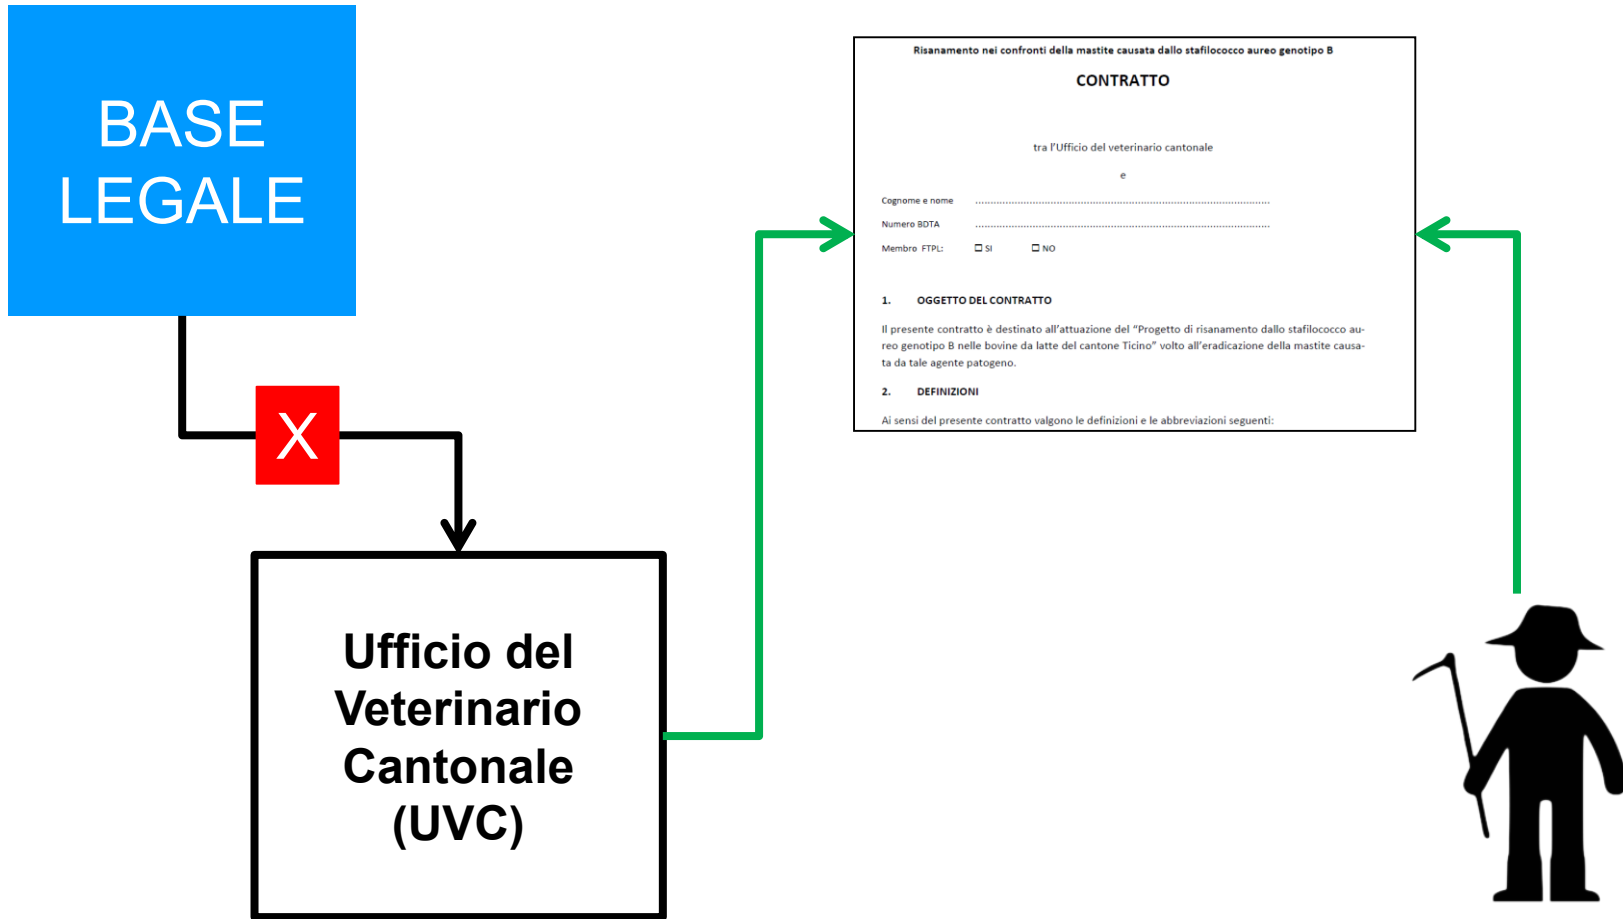 BASE
LEGALE
X
Ufficio del
Veterinario
Cantonale
(UVC)
Risanamento nei confronti della mastite causata dallo stafilococco aureo genotipo B
CONTRATTO
tra l'Ufficio del veterinario cantonale
e
Cognome e nome ....................................................................................................
Numero BDTA ....................................................................................................
Membro FTPL: ☐ SI ☐ NO
1. OGGETTO DEL CONTRATTO
Il presente contratto è destinato all'attuazione del "Progetto di risanamento dallo stafilococco au-
reo genotipo B nelle bovine da latte del cantone Ticino" volto all'eradicazione della mastite causa-
ta da tale agente patogeno.
2. DEFINIZIONI
Ai sensi del presente contratto valgono le definizioni e le abbreviazioni seguenti: